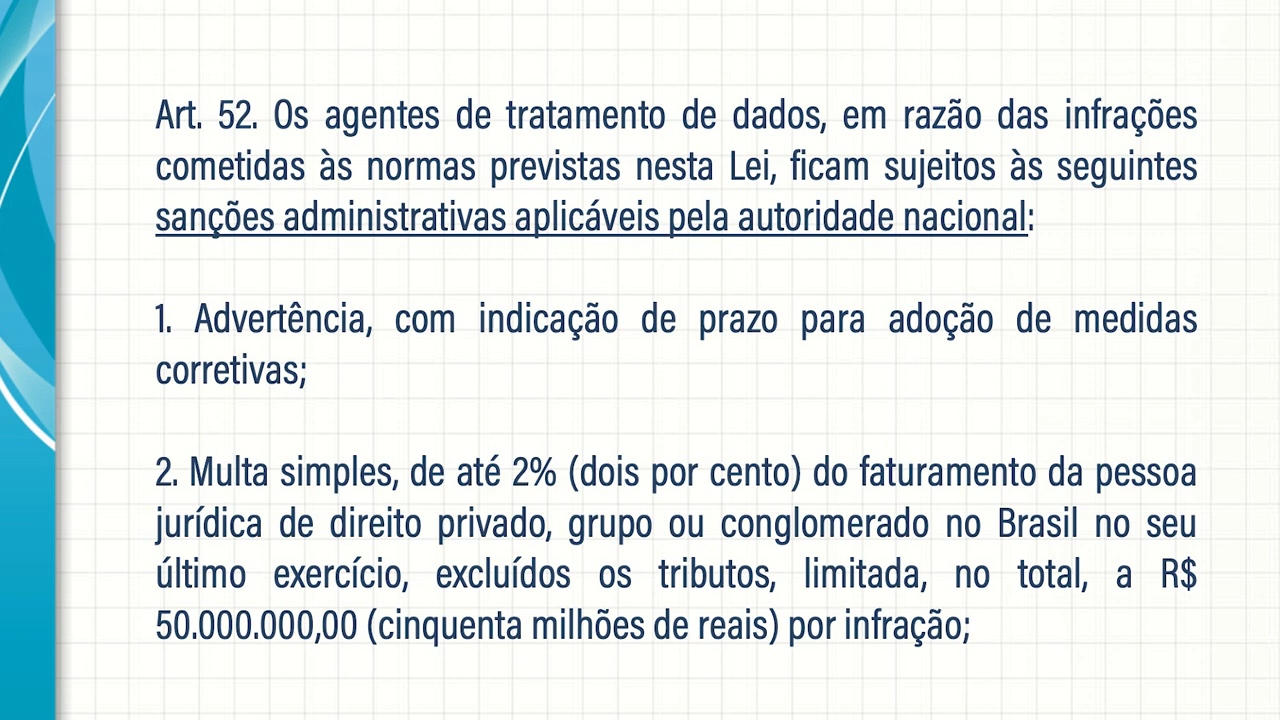 Art. 52. Os agentes de tratamento de dados, em razão das infrações
cometidas às normas previstas nesta Lei, ficam sujeitos às seguintes
sanções administrativas aplicáveis pela autoridade nacional:
1. Advertência, com indicação de prazo para adoção de medidas
corretivas;
2. Multa simples, de até 2% (dois por cento) do faturamento da pessoa
jurídica de direito privado, grupo ou conglomerado no Brasil no seu
último exercício, excluídos os tributos, limitada, no total, a R$
50.000.000,00 (cinquenta milhões de reais) por infração;